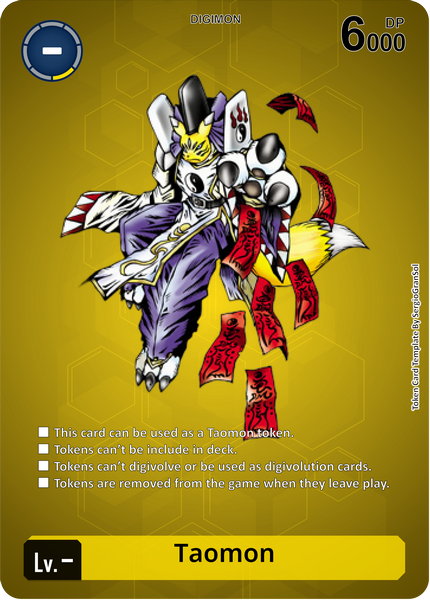 DIGIMON
-
DP
6000
Token Card Template By SergioGranSol
This card can be used as a Taomon token.
Tokens can't be include in deck.
Tokens can't digivolve or be used as digivolution cards.
Tokens are removed from the game when they leave play.
Lv.-
Taomon